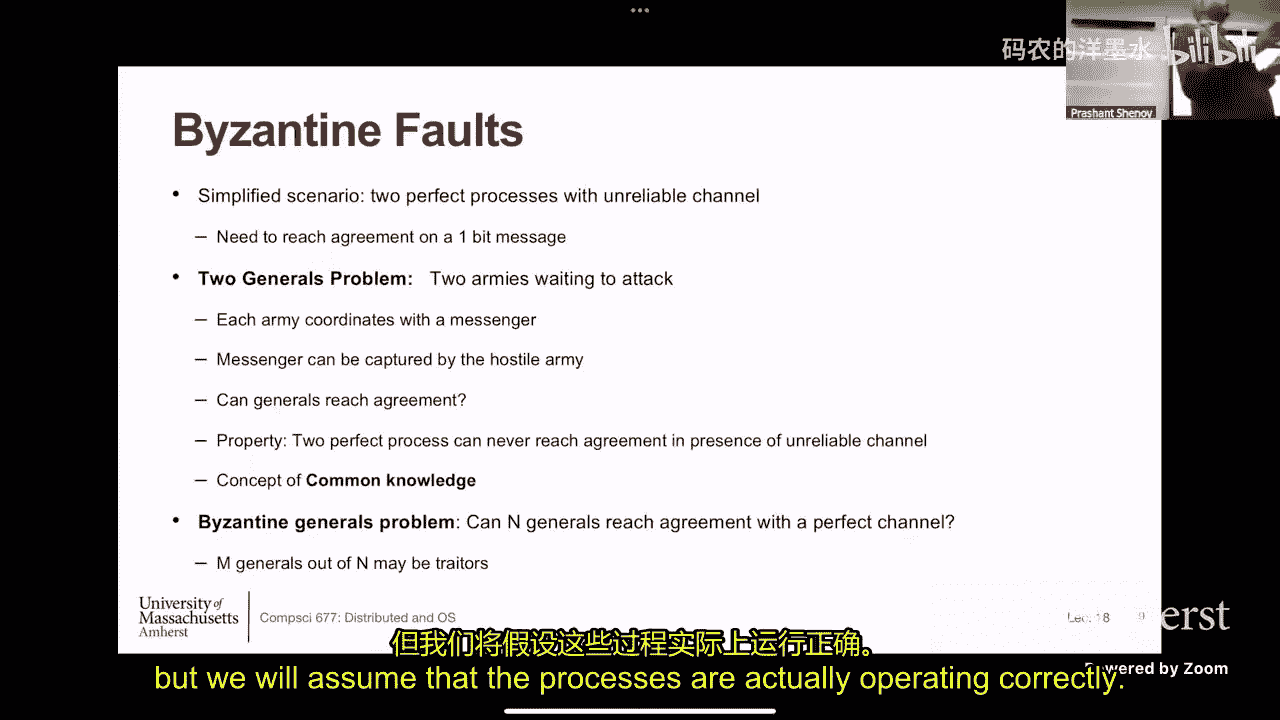 码农的洋墨水 bilibili
Prashant Shenoy
Byzantine Faults
• Simplified scenario: two perfect processes with unreliable channel
– Need to reach agreement on a 1 bit message
• Two Generals Problem: Two armies waiting to attack
– Each army coordinates with a messenger
– Messenger can be captured by the hostile army
– Can generals reach agreement?
– Property: Two perfect process can never reach agreement in presence of unreliable channel
– Concept of Common knowledge
• Byzantine generals problem: Can N generals reach agreement with a perfect channel?
– M generals out of N may be traitors
University of
Massachusetts
Amherst
Compsci 677: Distributed and OS
Lec. 18
9
erst
但我们将假设这些过程实际上运行正确。
but we will assume that the processes are actually operating correctly.
Powered by Zoom